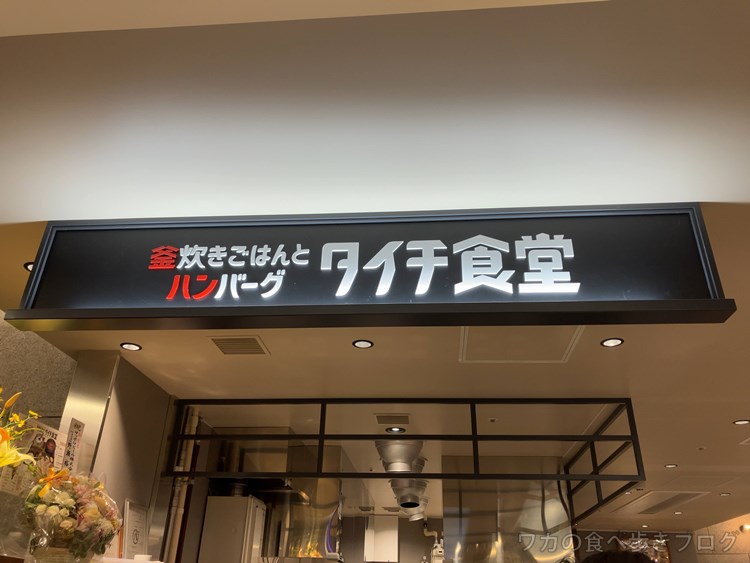 釜炊きごはんと
ハンバーグ
タイチ食堂
ワカの食べ歩きブログ